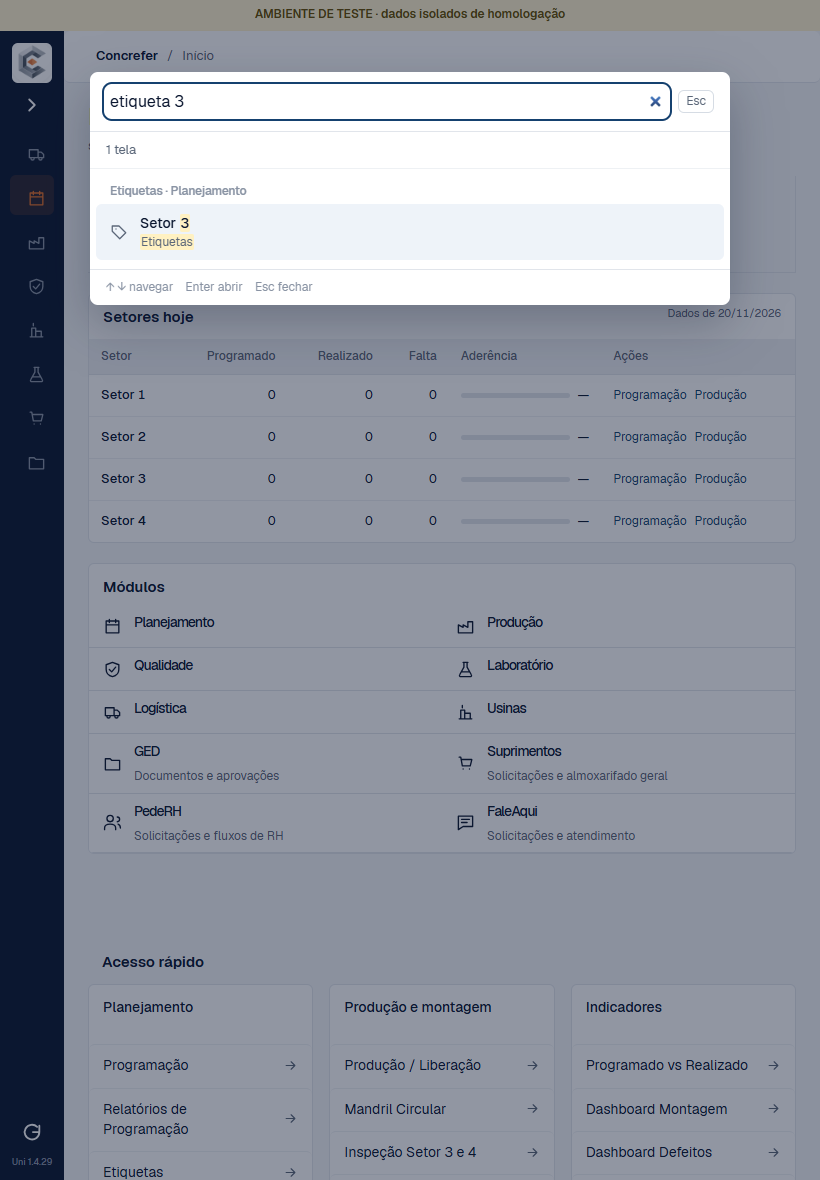 AMBIENTE DE TESTE · dados isolados de homologação
Concrefer / Inicio
etiqueta 3
Esc
1 tela
Etiquetas · Planejamento
Setor 3
Etiquetas
↑↓ navegar Enter abrir Esc fechar
Setores hoje
Dados de 20/11/2026
Setor Programado Realizado Falta Aderência Ações
Setor 1 0 0 0 — Programação Produção
Setor 2 0 0 0 — Programação Produção
Setor 3 0 0 0 — Programação Produção
Setor 4 0 0 0 — Programação Produção
Módulos
Planejamento
Produção
Qualidade
Laboratório
Logística
Usinas
GED
Documentos e aprovações
Suprimentos
Solicitações e almoxarifado geral
PedeRH
Solicitações e fluxos de RH
FaleAqui
Solicitações e atendimento
Acesso rápido
Planejamento
Programação →
Relatórios de
Programação →
Etiquetas →
Produção e montagem
Produção / Liberação →
Mandril Circular →
Inspeção Setor 3 e 4 →
Indicadores
Programado vs Realizado →
Dashboard Montagem →
Dashboard Defeitos →
Uni 1.4.29